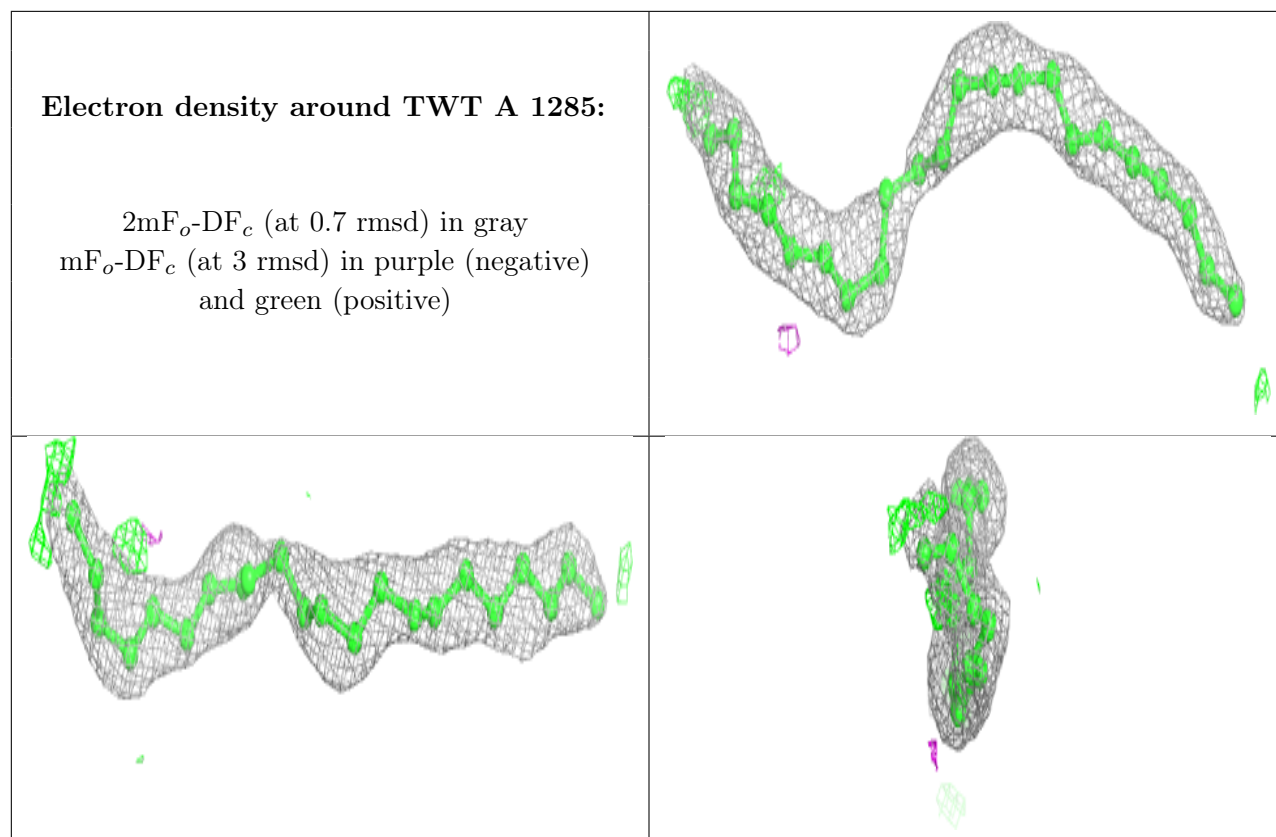 Electron density around TWT A 1285:
2mFₒ-DF𝒸 (at 0.7 rmsd) in gray
mFₒ-DF𝒸 (at 3 rmsd) in purple (negative)
and green (positive)